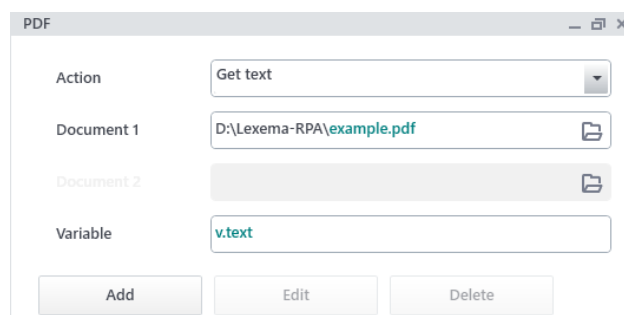 PDF
Action Get text
Document 1 D:\Lexema-RPA\example.pdf
Document 2
Variable v.text
Add Edit Delete